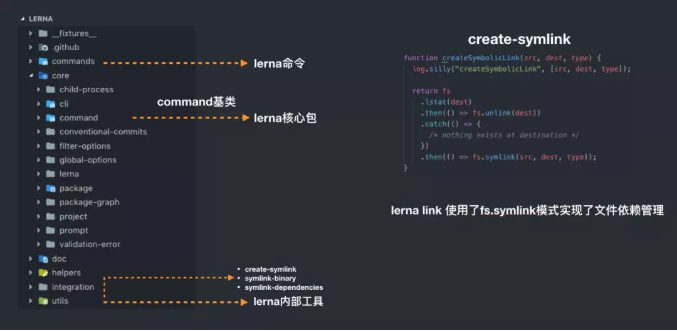 LERNA
__fixtures__
.github
commands
core
child-process
cli
command
conventional-commits
filter-options
global-options
lerna
package
package-graph
project
prompt
validation-error
doc
helpers
integration
utils
lerna命令
command基类
lerna核心包
• create-symlink
• symlink-binary
• symlink-dependencies
lerna内部工具
create-symlink
function createSymbolicLink(src, dest, type) {
log.silly("createSymbolicLink", [src, dest, type]);
return fs
.lstat(dest)
.then(() => fs.unlink(dest))
.catch(() => {
/* nothing exists at destination */
})
.then(() => fs.symlink(src, dest, type));
}
lerna link 使用了fs.symlink模式实现了文件依赖管理